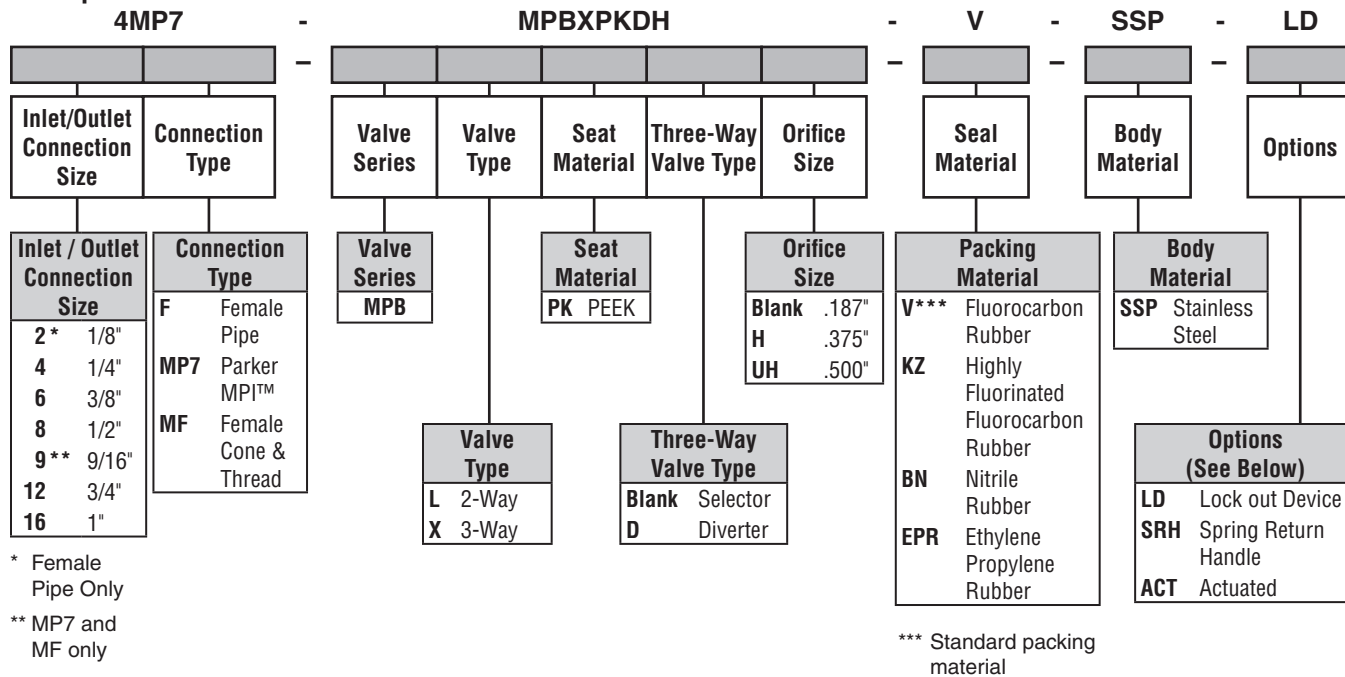 4MP7 - MPBXPKDH - V - SSP - LD
– – – –
Inlet/Outlet
Connection
Size
Connection
Type
Valve
Series
Valve
Type
Seat
Material
Three-Way
Valve Type
Orifice
Size
Seal
Material
Body
Material
Options
Inlet / Outlet
Connection
Size
2 * 1/8"
4 1/4"
6 3/8"
8 1/2"
9 ** 9/16"
12 3/4"
16 1"
* Female
Pipe Only
** MP7 and
MF only
Connection
Type
F Female
Pipe
MP7 Parker
MPI™
MF Female
Cone &
Thread
Valve
Series
MPB
Valve
Type
L 2-Way
X 3-Way
Seat
Material
PK PEEK
Three-Way
Valve Type
Blank Selector
D Diverter
Orifice
Size
Blank .187"
H .375"
UH .500"
Packing
Material
V*** Fluorocarbon
Rubber
KZ Highly
Fluorinated
Fluorocarbon
Rubber
BN Nitrile
Rubber
EPR Ethylene
Propylene
Rubber
*** Standard packing
material
Body
Material
SSP Stainless
Steel
Options
(See Below)
LD Lock out Device
SRH Spring Return
Handle
ACT Actuated